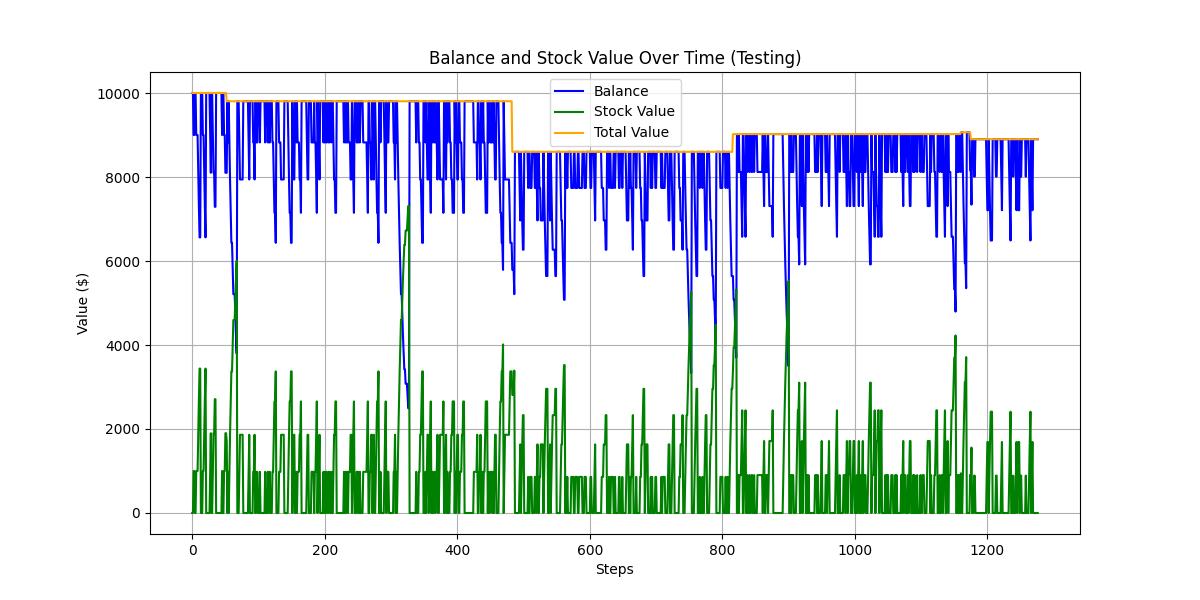 Balance and Stock Value Over Time (Testing)
Balance
Stock Value
Total Value
Value ($)
10000
8000
6000
4000
2000
0
0 200 400 600 800 1000 1200
Steps